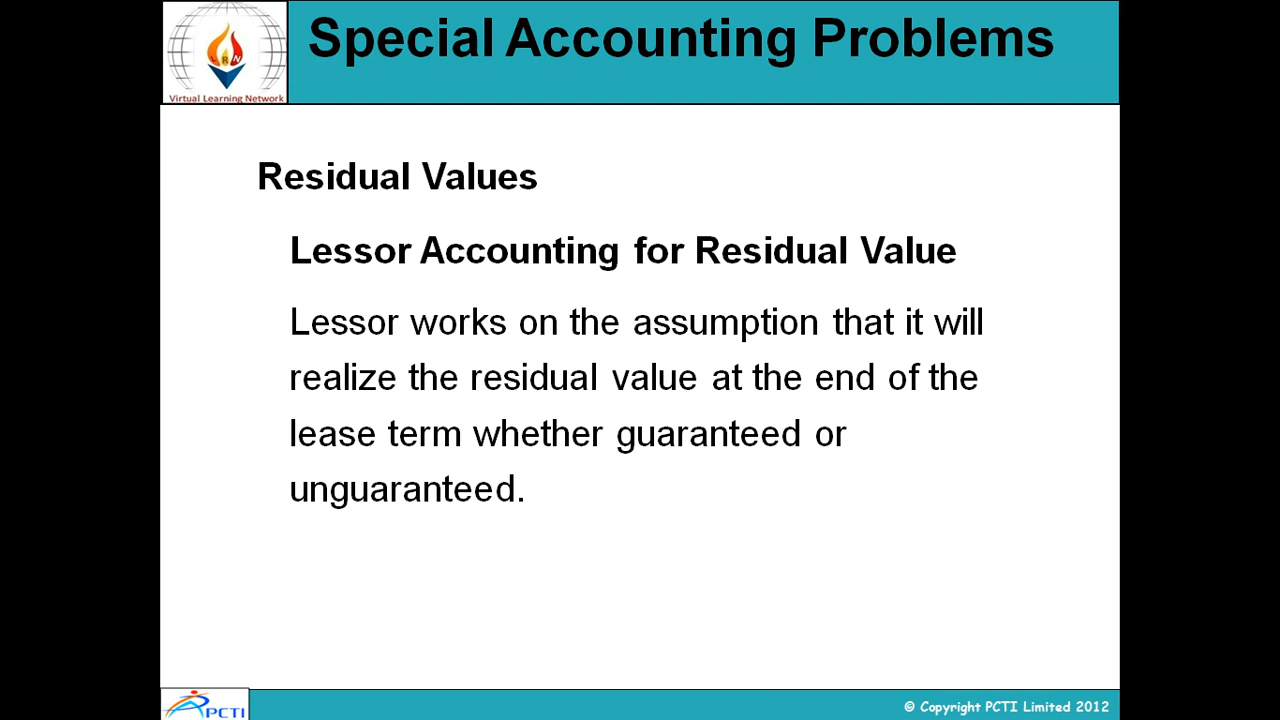 Special Accounting Problems
Virtual Learning Network
Residual Values
Lessor Accounting for Residual Value
Lessor works on the assumption that it will
realize the residual value at the end of the
lease term whether guaranteed or
unguaranteed.
PCTI
© Copyright PCTI Limited 2012